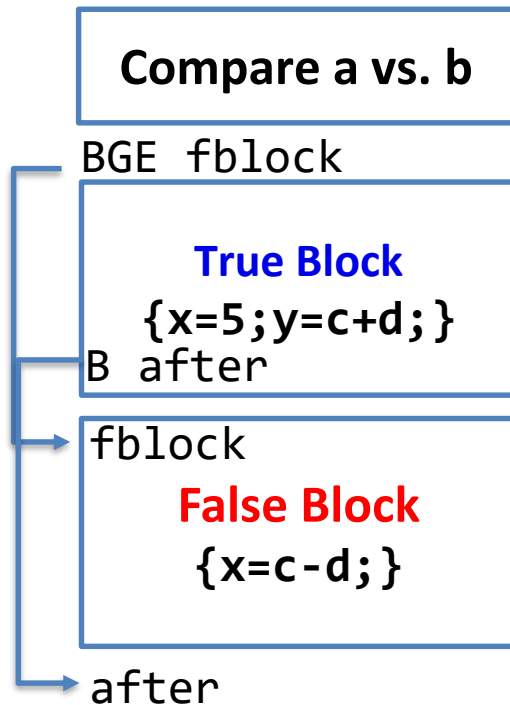 Compare a vs. b
BGE fblock
True Block
{x=5;y=c+d;}
B after
fblock
False Block
{x=c-d;}
after